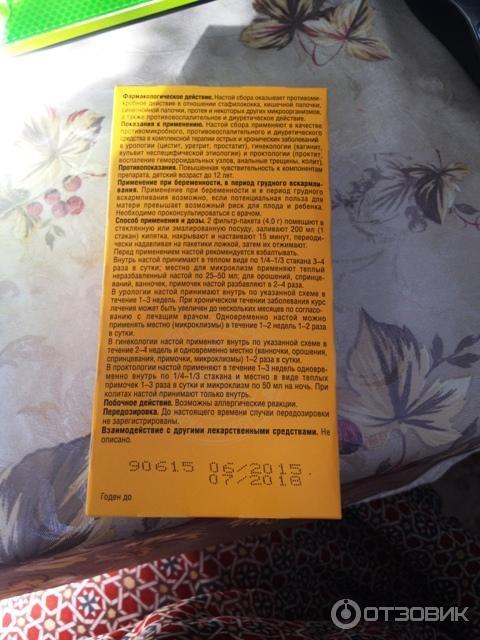 Фармакологическое действие. Настой сбора оказывает противомик-
робное действие в отношении стафилококка, кишечной палочки,
синегнойной палочки, протея и некоторых других микроорганизмов,
а также противовоспалительное и диуретическое действие.
Показания к применению. Настой сбора применяют в качестве
противомикробного, противовоспалительного и диуретического
средства в комплексной терапии острых и хронических заболеваний
в урологии (цистит, уретрит, простатит), гинекологии (вагинит,
вульвит неспецифической этиологии) и проктологии (проктит,
воспаление геморроидальных узлов, анальные трещины, колит).
Противопоказания. Повышенная чувствительность к компонентам
препарата, детский возраст до 12 лет.
Применение при беременности, в период грудного вскармли-
вания. Применение при беременности и в период грудного
вскармливания возможно, если потенциальная польза для
матери превышает возможный риск для плода и ребенка.
Необходимо проконсультироваться с врачом.
Способ применения и дозы. 2 фильтр-пакета (4,0 г) помещают в
стеклянную или эмалированную посуду, заливают 200 мл (1
стакан) кипятка, накрывают и настаивают 15 минут, периоди-
чески надавливая на пакетики ложкой, затем их отжимают.
Перед применением настой рекомендуется взбалтывать.
Внутрь настой принимают в теплом виде по 1/4–1/3 стакана 3–4
раза в сутки; местно для микроклизм применяют теплый
неразбавленный настой по 25–50 мл; для орошений, спринце-
ваний, ванночек, примочек настой разбавляют в 2–4 раза.
В урологии настой принимают внутрь по указанной схеме в
течение 1–3 недель. При хроническом течении заболевания курс
лечения может быть увеличен до нескольких месяцев по согласо-
ванию с лечащим врачом. Одновременно настой можно
применять местно (микроклизмы) в течение 1–2 недель 1–2 раза
в сутки.
В гинекологии настой применяют внутрь по указанной схеме в
течение 2–4 недель и одновременно местно (ванночки, орошения,
спринцевания, примочки, микроклизмы) 1–2 раза в сутки.
В проктологии настой применяют в течение 1–3 недель одновре-
менно внутрь по 1/4–1/3 стакана и местно в виде теплых
примочек 1–3 раза в сутки и микроклизм по 50 мл на ночь. При
колитах настой принимают только внутрь.
Побочное действие. Возможны аллергические реакции.
Передозировка. До настоящего времени случаи передозировки
не зарегистрированы.
Взаимодействие с другими лекарственными средствами. Не
описано.
90615 06/2015.
07/2018
Годен до
ОТЗОВИК